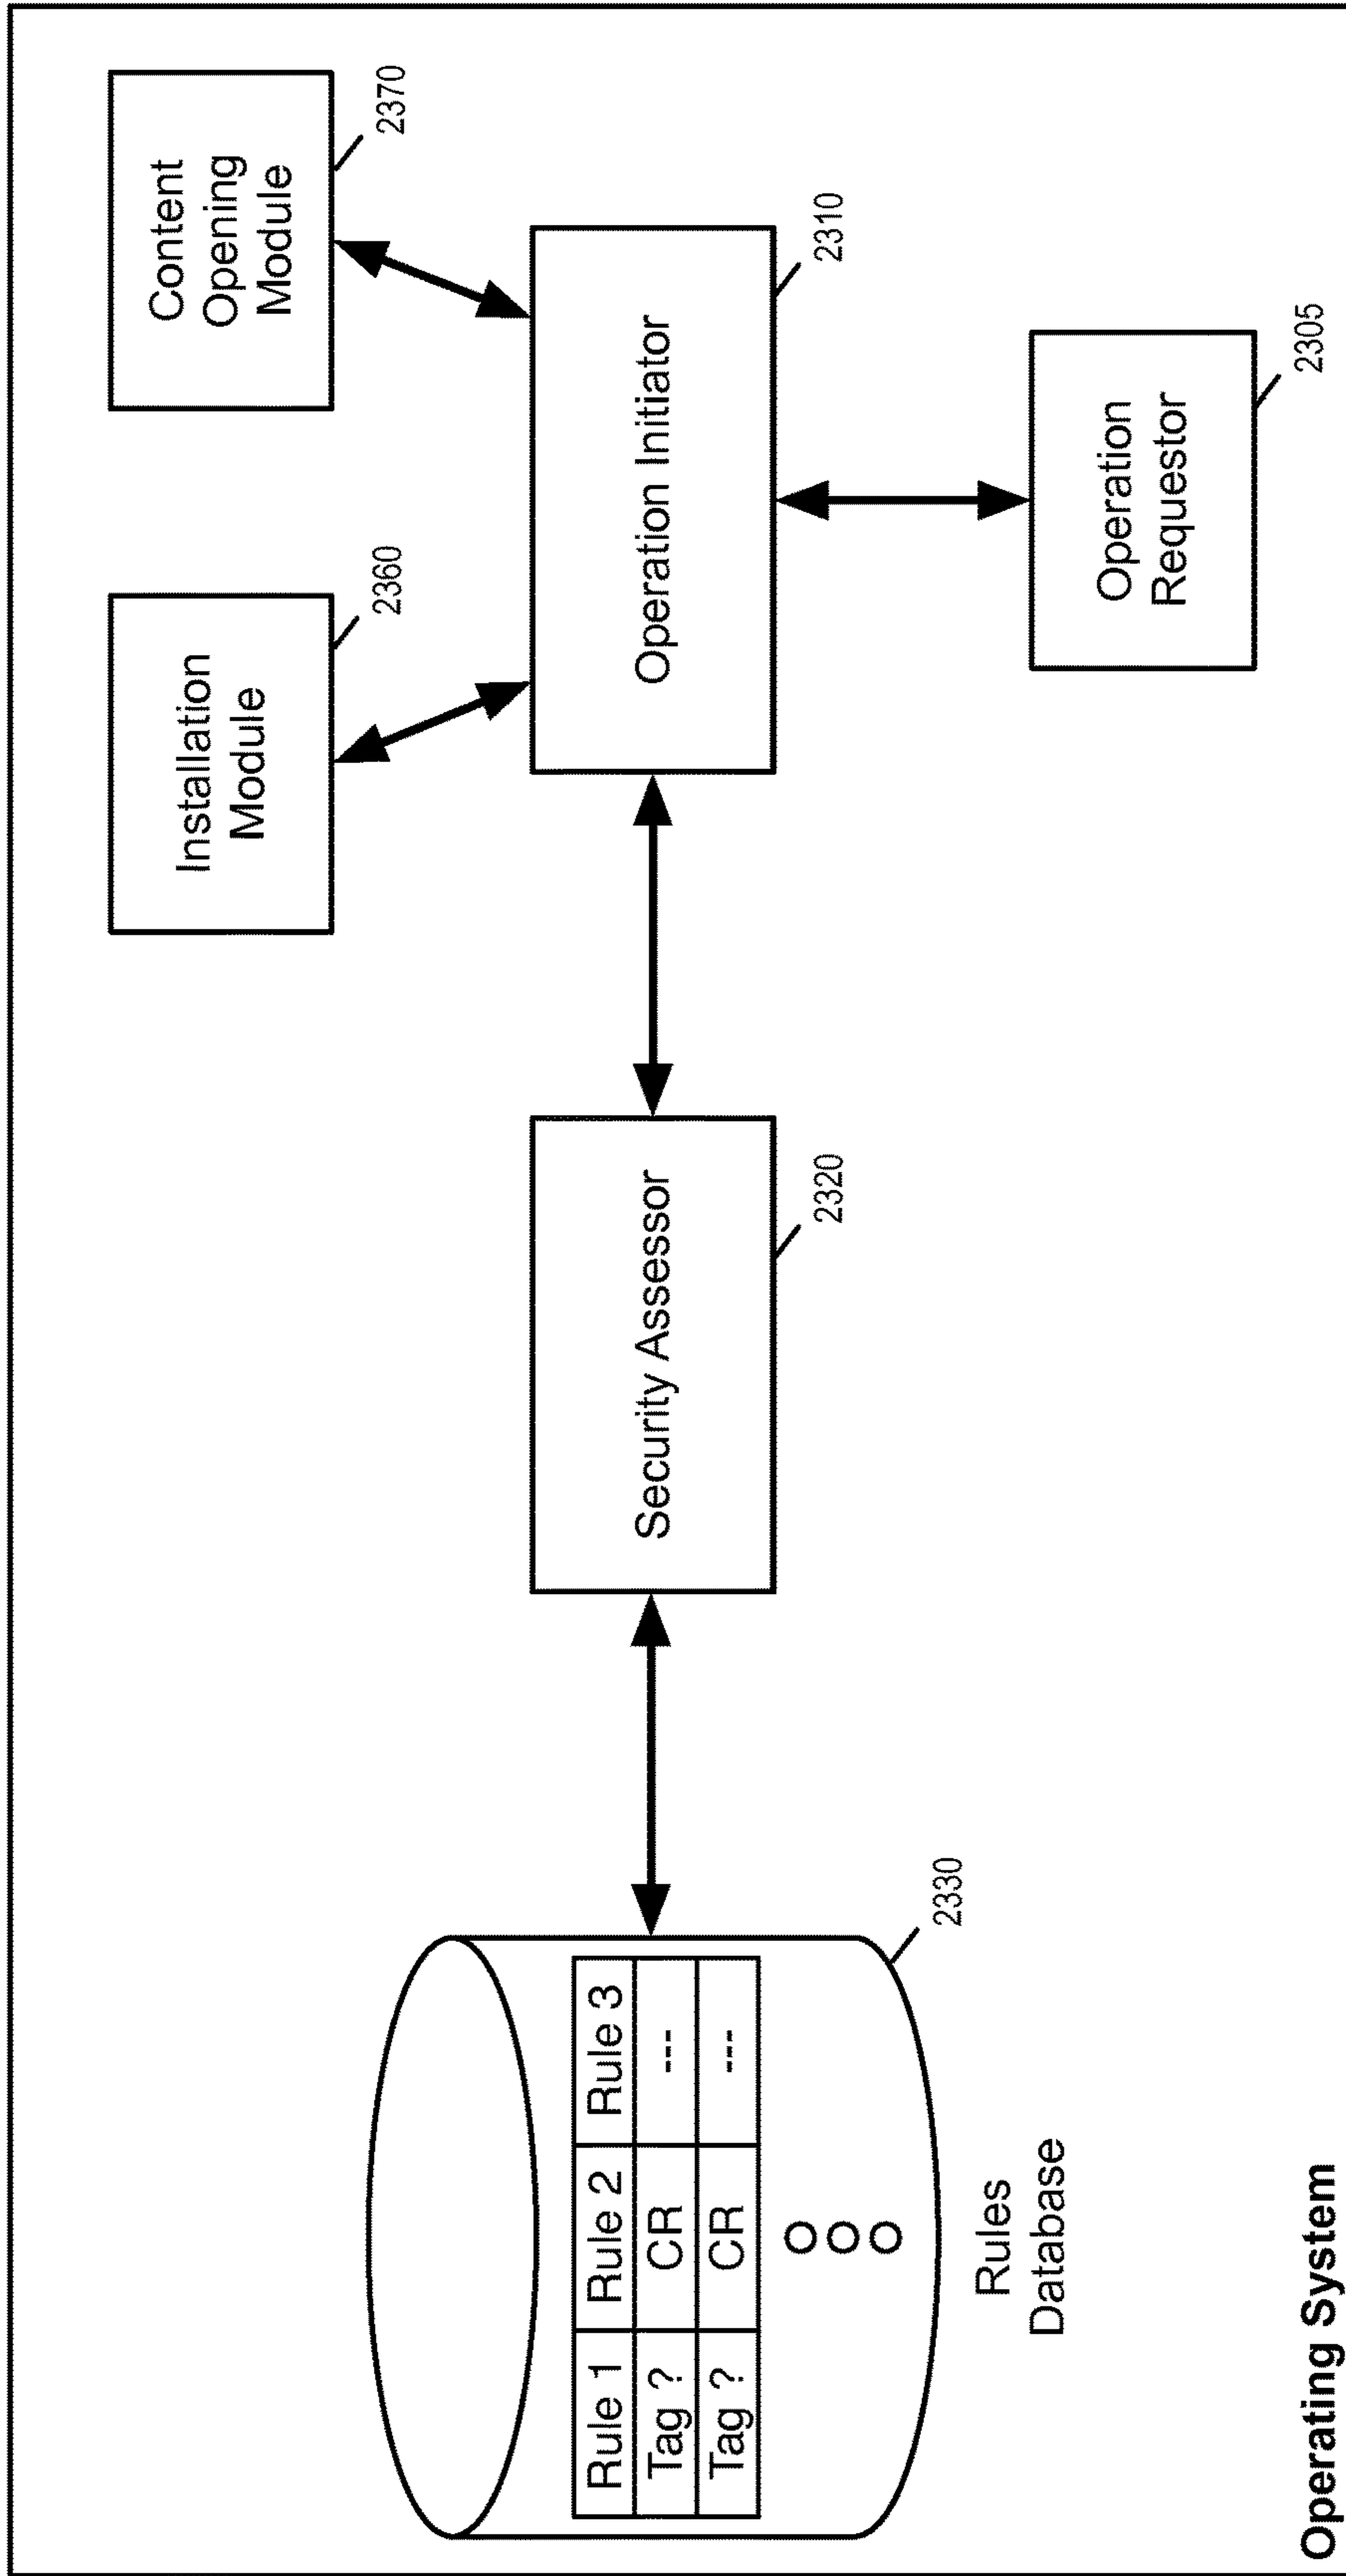 Installation
Module
2360
Content
Opening
Module
2370
Rule 1 Rule 2 Rule 3
Tag ? CR ---
Tag ? CR ---
2330
Rules
Database
Security Assessor
2320
Operation Initiator
2310
Operation
Requestor
2305
Operating System